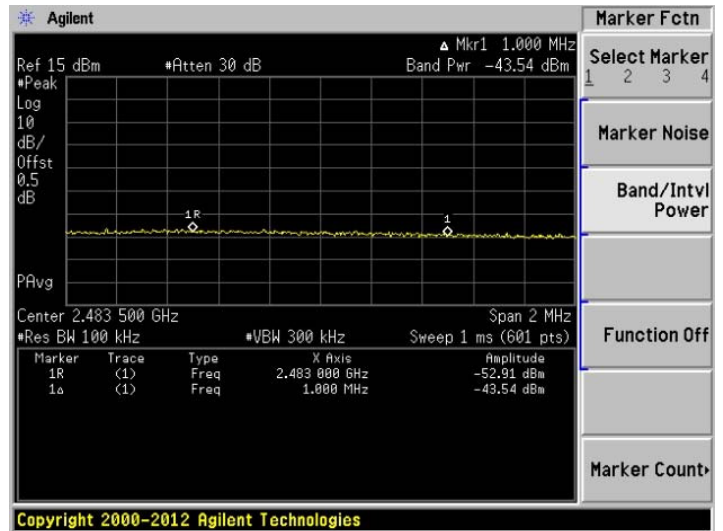 Agilent
Marker Fctn
Δ Mkr1 1.000 MHz
Ref 15 dBm #Atten 30 dB Band Pwr -43.54 dBm
#Peak
Log
10
dB/
Offst
0.5
dB
1R
1
PAvg
Center 2.483 500 GHz Span 2 MHz
#Res BW 100 kHz #VBW 300 kHz Sweep 1 ms (601 pts)
Marker Trace Type X Axis Amplitude
1R (1) Freq 2.483 000 GHz -52.91 dBm
1Δ (1) Freq 1.000 MHz -43.54 dBm
Select Marker
1 2 3 4
Marker Noise
Band/Intvl
Power
Function Off
Marker Count
Copyright 2000-2012 Agilent Technologies